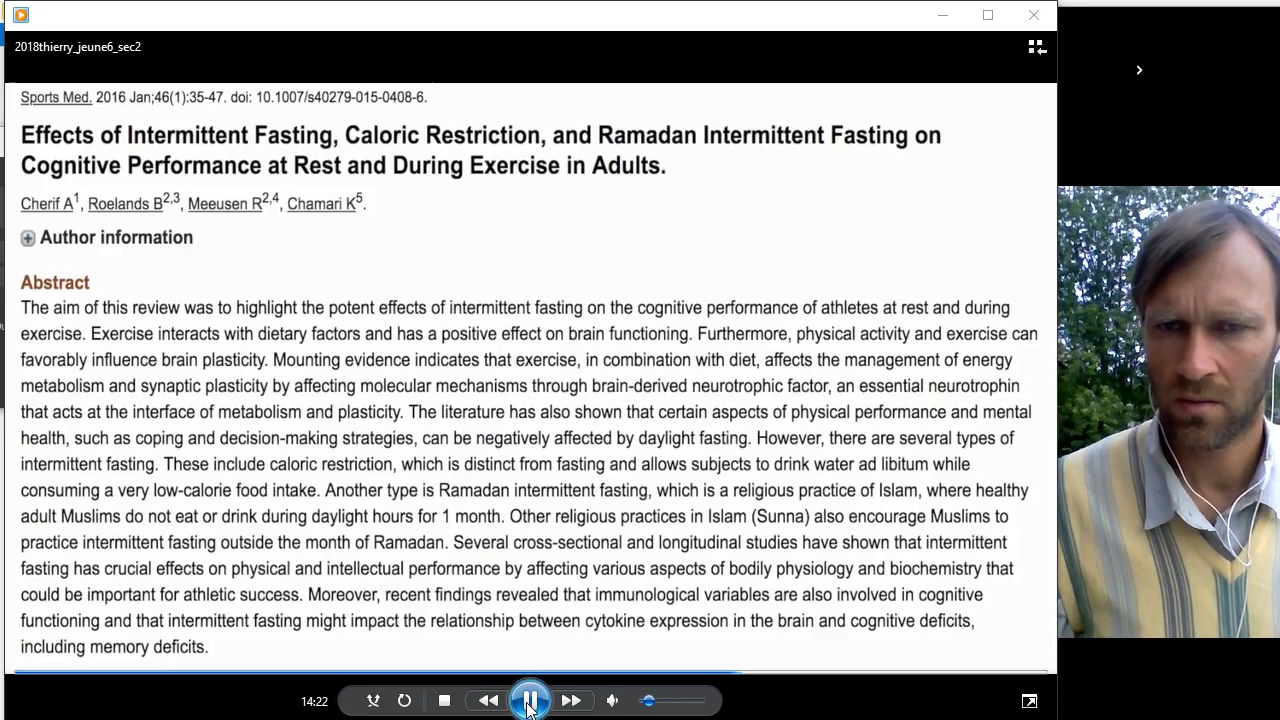 2018thierry_jeune6_sec2
Sports Med. 2016 Jan;46(1):35-47. doi: 10.1007/s40279-015-0408-6.
Effects of Intermittent Fasting, Caloric Restriction, and Ramadan Intermittent Fasting on
Cognitive Performance at Rest and During Exercise in Adults.
Cherif A1, Roelands B2,3, Meeusen R2,4, Chamari K5.
Author information
Abstract
The aim of this review was to highlight the potent effects of intermittent fasting on the cognitive performance of athletes at rest and during
exercise. Exercise interacts with dietary factors and has a positive effect on brain functioning. Furthermore, physical activity and exercise can
favorably influence brain plasticity. Mounting evidence indicates that exercise, in combination with diet, affects the management of energy
metabolism and synaptic plasticity by affecting molecular mechanisms through brain-derived neurotrophic factor, an essential neurotrophin
that acts at the interface of metabolism and plasticity. The literature has also shown that certain aspects of physical performance and mental
health, such as coping and decision-making strategies, can be negatively affected by daylight fasting. However, there are several types of
intermittent fasting. These include caloric restriction, which is distinct from fasting and allows subjects to drink water ad libitum while
consuming a very low-calorie food intake. Another type is Ramadan intermittent fasting, which is a religious practice of Islam, where healthy
adult Muslims do not eat or drink during daylight hours for 1 month. Other religious practices in Islam (Sunna) also encourage Muslims to
practice intermittent fasting outside the month of Ramadan. Several cross-sectional and longitudinal studies have shown that intermittent
fasting has crucial effects on physical and intellectual performance by affecting various aspects of bodily physiology and biochemistry that
could be important for athletic success. Moreover, recent findings revealed that immunological variables are also involved in cognitive
functioning and that intermittent fasting might impact the relationship between cytokine expression in the brain and cognitive deficits,
including memory deficits.
14:22